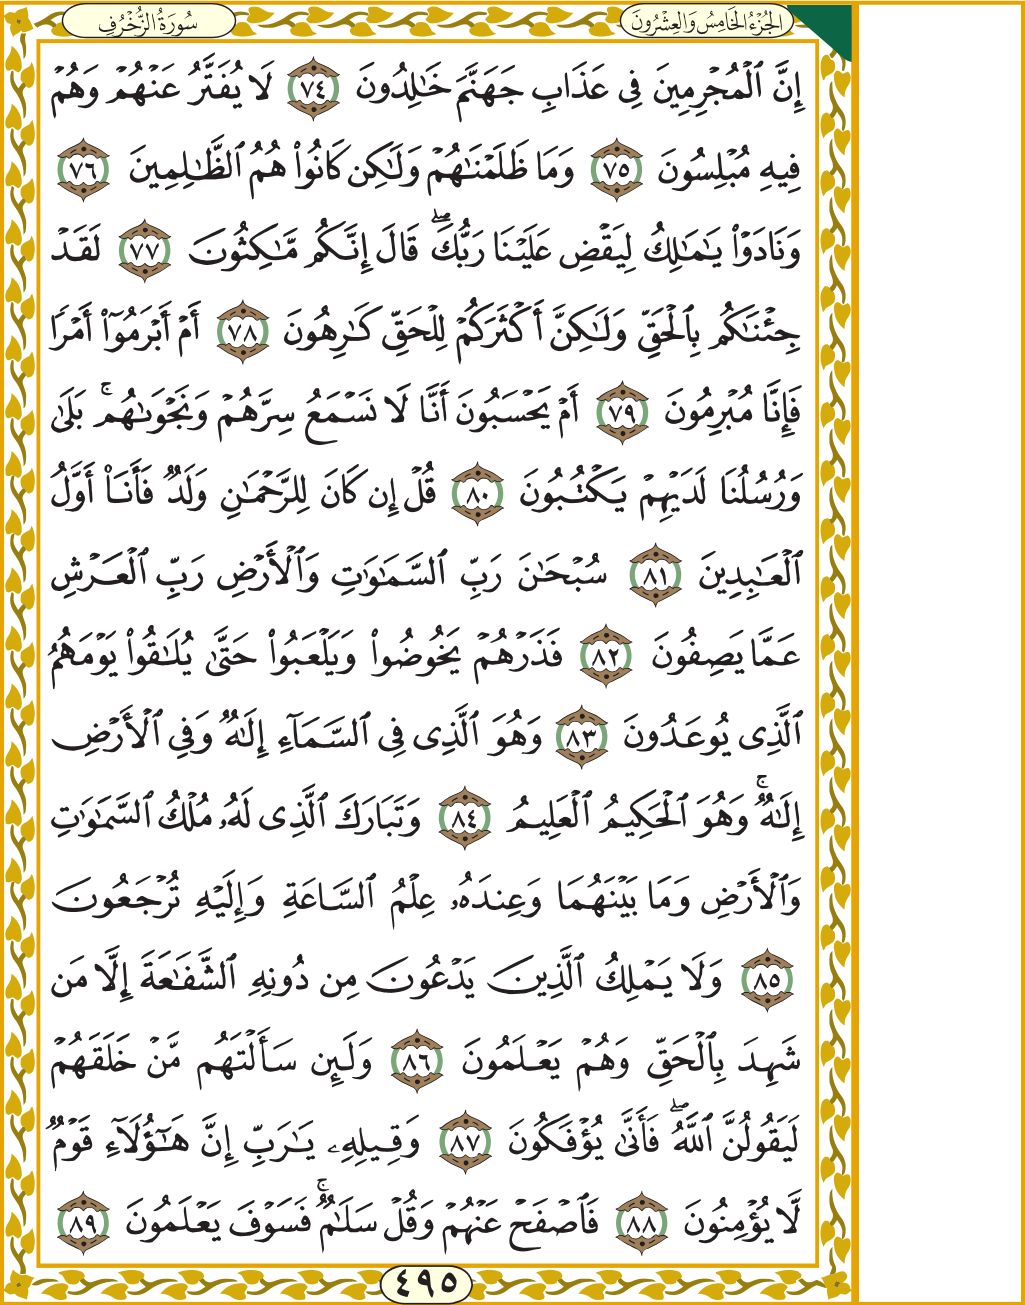 الجُزْءُ الخَامِسُ وَالعِشْرُونَ
سُورَةُ الزُّخْرُفِ
إِنَّ ٱلْمُجْرِمِينَ فِى عَذَابِ جَهَنَّمَ خَـٰلِدُونَ ٧٤ لَا يُفَتَّرُ عَنْهُمْ وَهُمْ
فِيهِ مُبْلِسُونَ ٧٥ وَمَا ظَلَمْنَـٰهُمْ وَلَـٰكِن كَانُوا۟ هُمُ ٱلظَّـٰلِمِينَ ٧٦
وَنَادَوْا۟ يَـٰمَـٰلِكُ لِيَقْضِ عَلَيْنَا رَبُّكَ ۖ قَالَ إِنَّكُم مَّـٰكِثُونَ ٧٧ لَقَدْ
جِئْنَـٰكُم بِٱلْحَقِّ وَلَـٰكِنَّ أَكْثَرَكُمْ لِلْحَقِّ كَـٰرِهُونَ ٧٨ أَمْ أَبْرَمُوٓا۟ أَمْرًا
فَإِنَّا مُبْرِمُونَ ٧٩ أَمْ يَحْسَبُونَ أَنَّا لَا نَسْمَعُ سِرَّهُمْ وَنَجْوَىٰهُم ۚ بَلَىٰ
وَرُسُلُنَا لَدَيْهِمْ يَكْتُبُونَ ٨٠ قُلْ إِن كَانَ لِلرَّحْمَـٰنِ وَلَدٌ فَأَنَا۠ أَوَّلُ
ٱلْعَـٰبِدِينَ ٨١ سُبْحَـٰنَ رَبِّ ٱلسَّمَـٰوَٰتِ وَٱلْأَرْضِ رَبِّ ٱلْعَرْشِ
عَمَّا يَصِفُونَ ٨٢ فَذَرْهُمْ يَخُوضُوا۟ وَيَلْعَبُوا۟ حَتَّىٰ يُلَـٰقُوا۟ يَوْمَهُمُ
ٱلَّذِى يُوعَدُونَ ٨٣ وَهُوَ ٱلَّذِى فِى ٱلسَّمَآءِ إِلَـٰهٌ وَفِى ٱلْأَرْضِ
إِلَـٰهٌ ۚ وَهُوَ ٱلْحَكِيمُ ٱلْعَلِيمُ ٨٤ وَتَبَارَكَ ٱلَّذِى لَهُۥ مُلْكُ ٱلسَّمَـٰوَٰتِ
وَٱلْأَرْضِ وَمَا بَيْنَهُمَا وَعِندَهُۥ عِلْمُ ٱلسَّاعَةِ وَإِلَيْهِ تُرْجَعُونَ
٨٥ وَلَا يَمْلِكُ ٱلَّذِينَ يَدْعُونَ مِن دُونِهِ ٱلشَّفَـٰعَةَ إِلَّا مَن
شَهِدَ بِٱلْحَقِّ وَهُمْ يَعْلَمُونَ ٨٦ وَلَئِن سَأَلْتَهُم مَّنْ خَلَقَهُمْ
لَيَقُولُنَّ ٱللَّهُ ۖ فَأَنَّىٰ يُؤْفَكُونَ ٨٧ وَقِيلِهِۦ يَـٰرَبِّ إِنَّ هَـٰٓؤُلَآءِ قَوْمٌ
لَّا يُؤْمِنُونَ ٨٨ فَٱصْفَحْ عَنْهُمْ وَقُلْ سَلَـٰمٌ ۚ فَسَوْفَ يَعْلَمُونَ ٨٩
٤٩٥